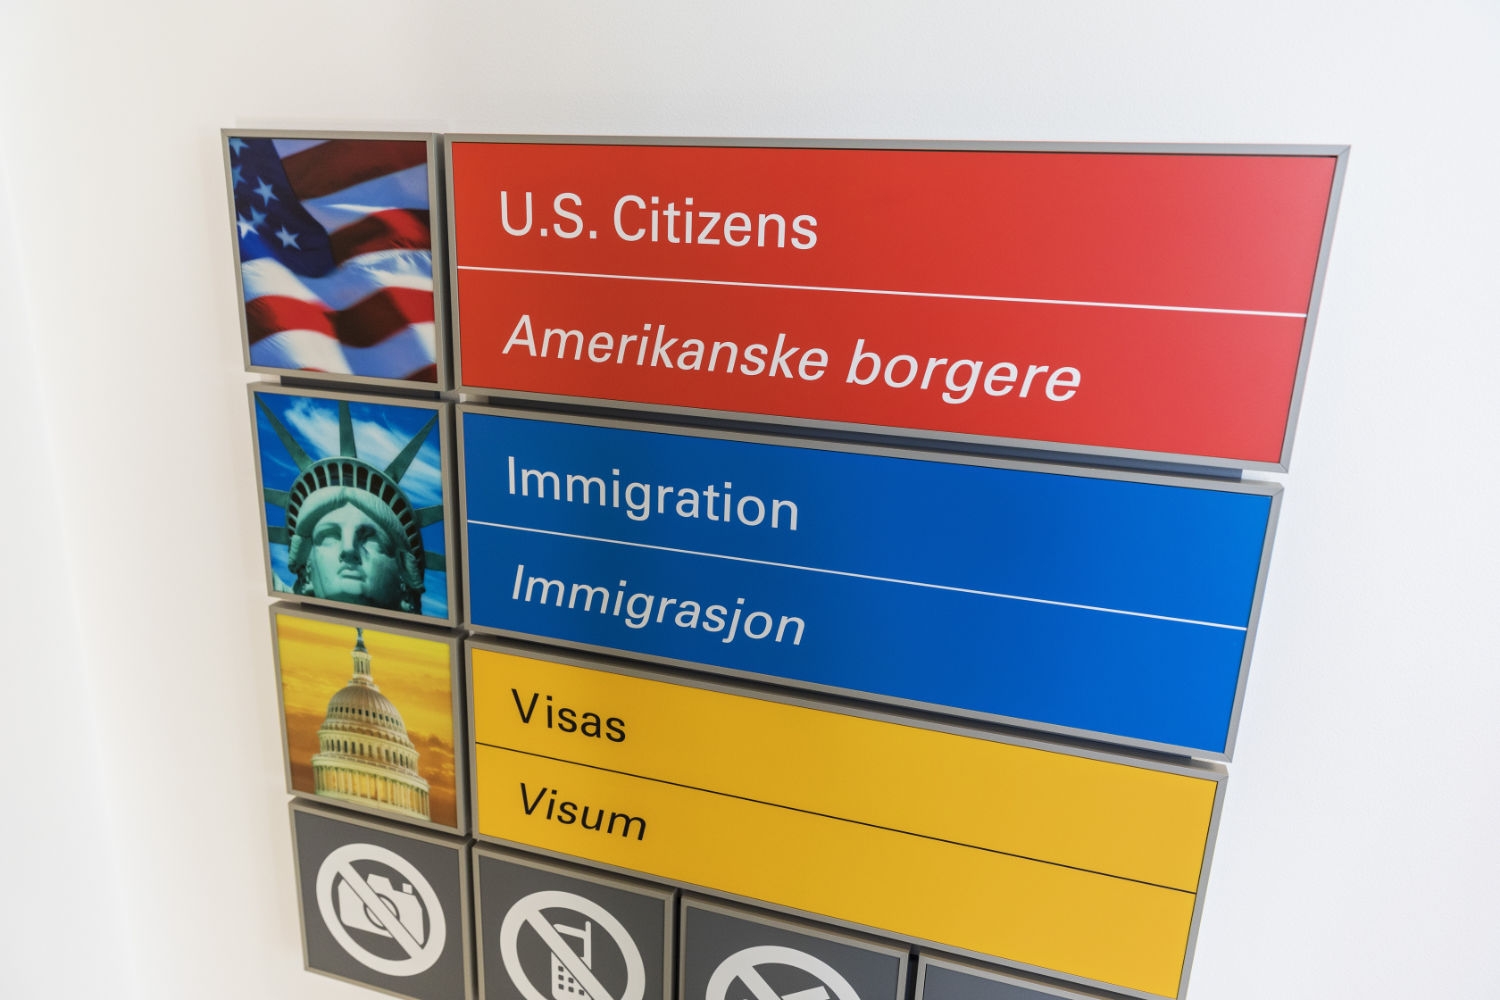 U.S. Citizens
Amerikanske borgere
Immigration
Immigrasjon
Visas
Visum